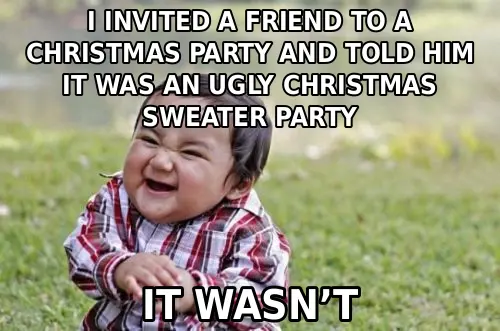 I INVITED A FRIEND TO A
CHRISTMAS PARTY AND TOLD HIM
IT WAS AN UGLY CHRISTMAS
SWEATER PARTY
IT WASN'T